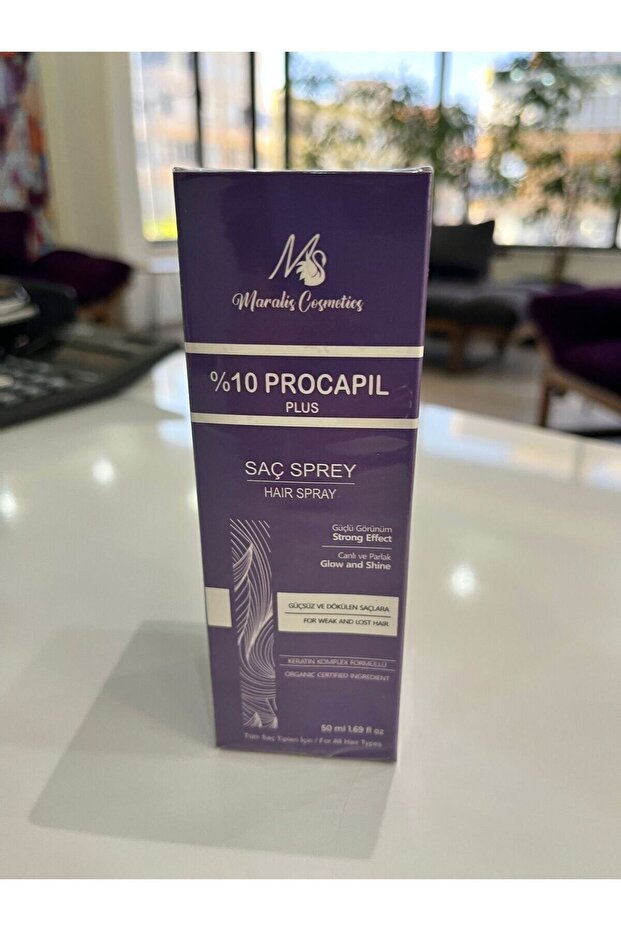 MS
Maraliş Cosmetics
%10 PROCAPIL
PLUS
SAÇ SPREY
HAIR SPRAY
Güçlü Görünüm
Strong Effect
Canlı ve Parlak
Glow and Shine
GÜÇSÜZ VE DÖKÜLEN SAÇLARA
FOR WEAK AND LOST HAIR
KERATİN KOMPLEX FORMÜLLÜ
ORGANIC CERTIFIED INGREDIENT
50 ml 1.69 fl oz
Tüm Saç Tipleri İçin / For All Hair Types